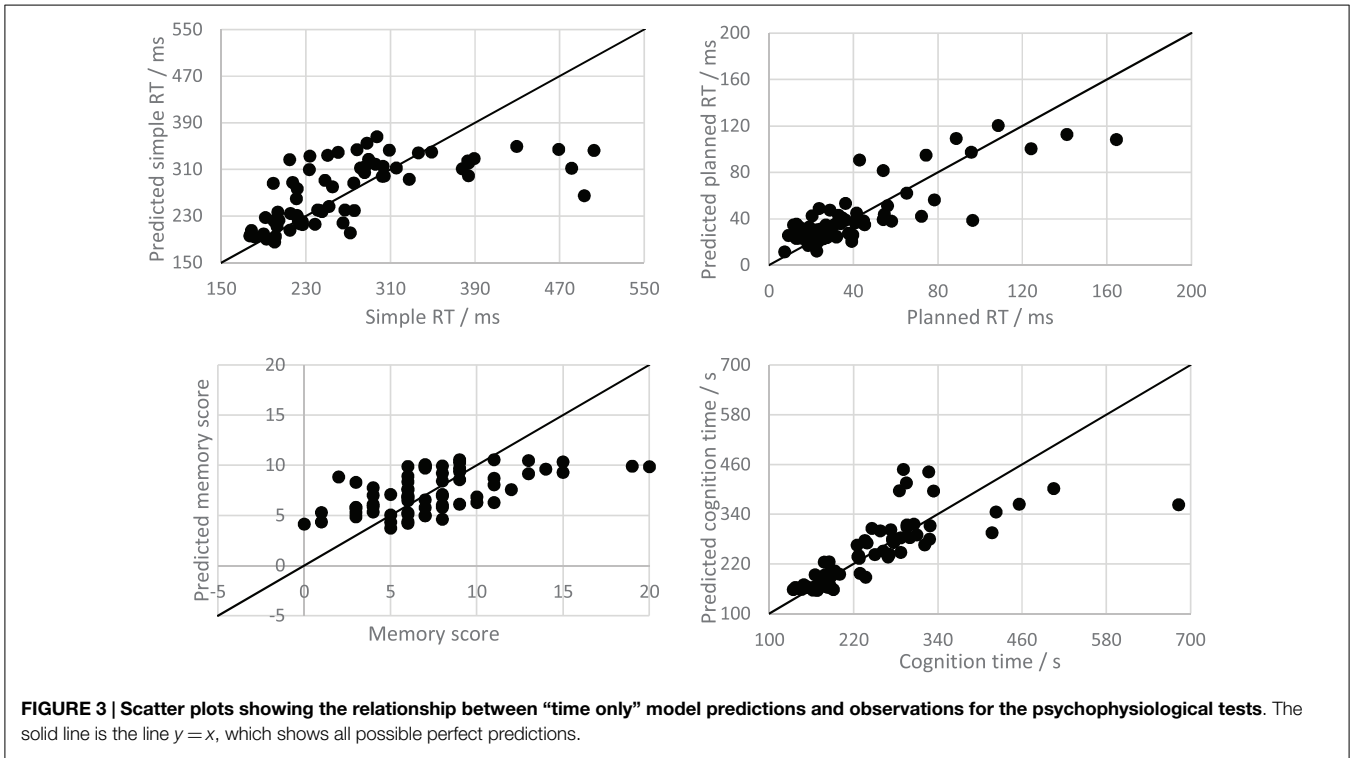 550
470
390
310
230
150
Predicted simple RT / ms
150 230 310 390 470 550
Simple RT / ms
200
160
120
80
40
0
Predicted planned RT / ms
0 40 80 120 160 200
Planned RT / ms
20
15
10
5
0
-5
Predicted memory score
-5 0 5 10 15 20
Memory score
700
580
460
340
220
100
Predicted cognition time / s
100 220 340 460 580 700
Cognition time / s
FIGURE 3 | Scatter plots showing the relationship between “time only” model predictions and observations for the psychophysiological tests. The
solid line is the line y = x, which shows all possible perfect predictions.